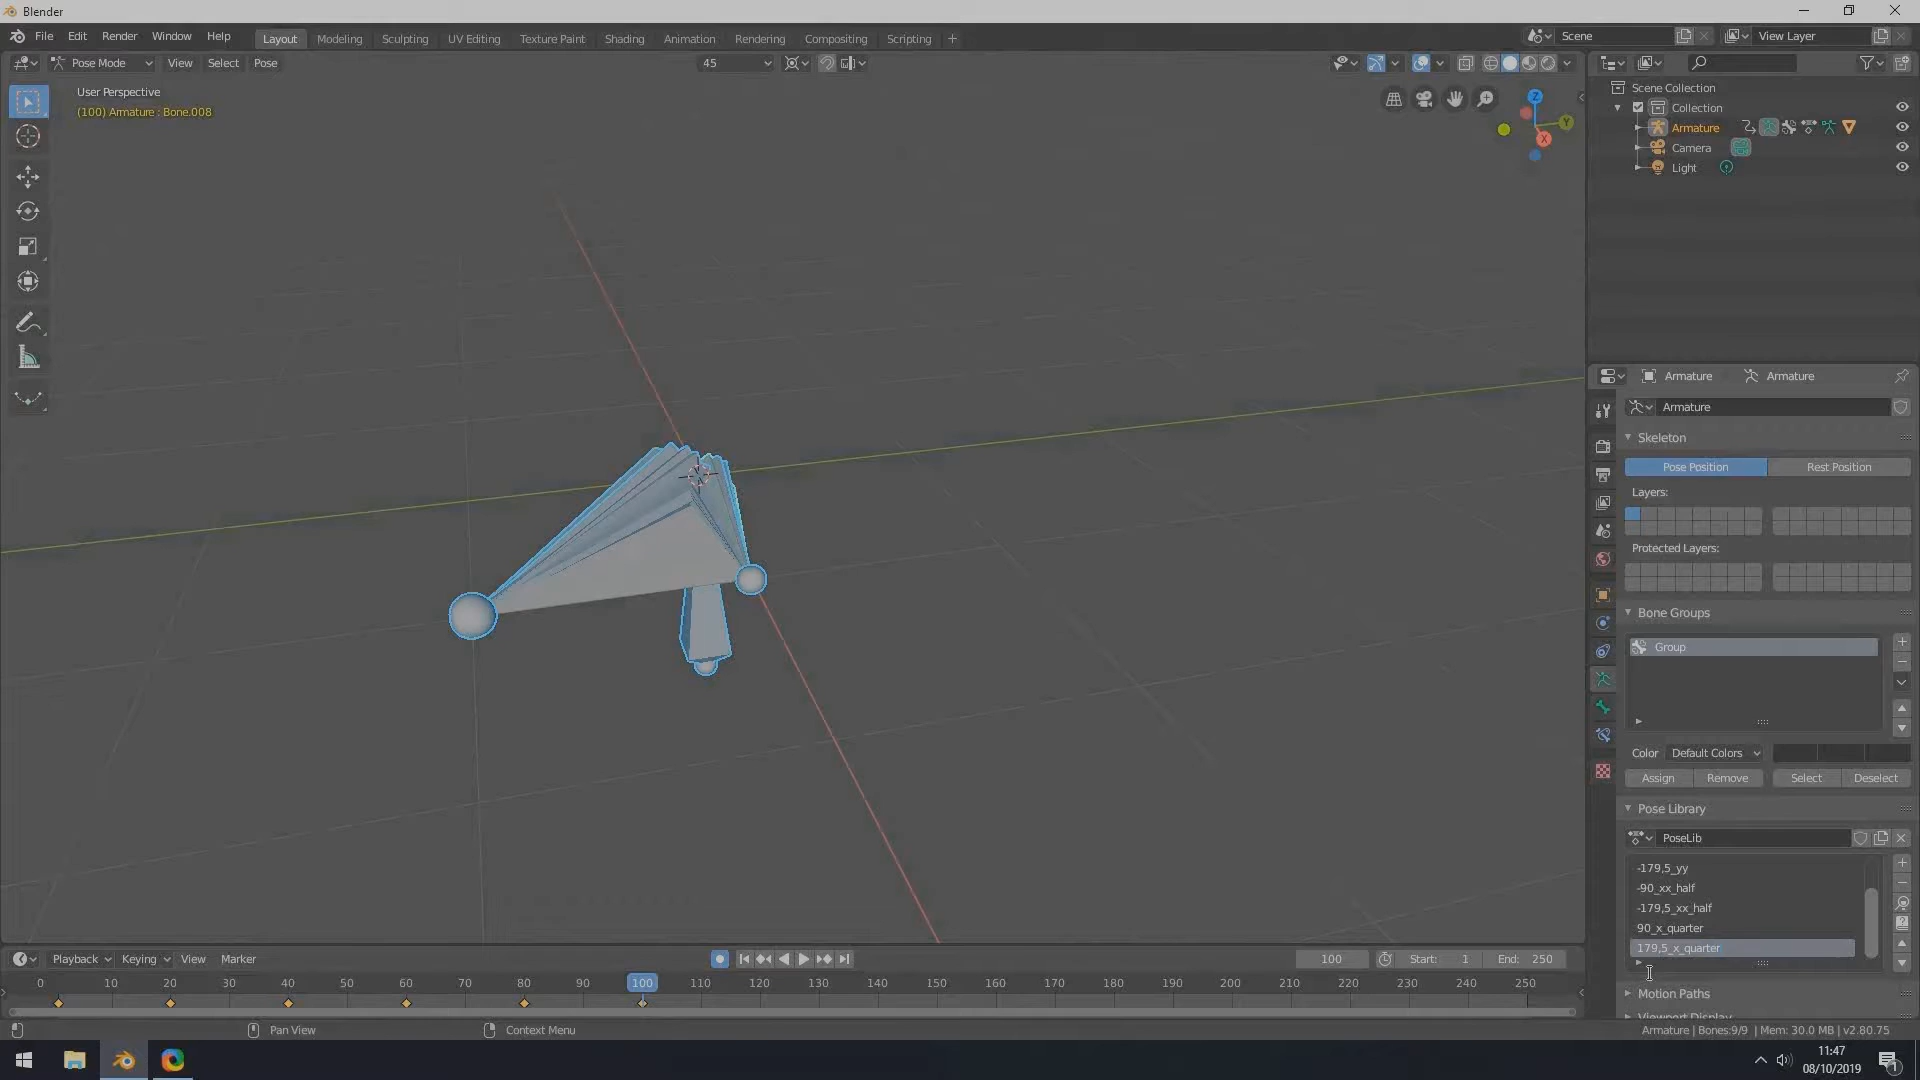 Blender
File Edit Render Window Help Layout Modeling Sculpting UV Editing Texture Paint Shading Animation Rendering Compositing Scripting + Scene View Layer
Pose Mode View Select Pose 45
User Perspective
(100) Armature : Bone.008
Z
Y
X
Scene Collection
Collection
Armature
Camera
Light
Armature Armature
Armature
Skeleton
Pose Position Rest Position
Layers:
Protected Layers:
Bone Groups
Group
Color Default Colors
Assign Remove Select Deselect
Pose Library
PoseLib
-179,5_yy
-90_xx_half
-179,5_xx_half
90_x_quarter
179,5_x_quarter
Motion Paths
Viewport Display
Playback Keying View Marker 100 Start: 1 End: 250
0 10 20 30 40 50 60 70 80 90 100 110 120 130 140 150 160 170 180 190 200 210 220 230 240 250
Pan View Context Menu Armature | Bones:9/9 | Mem: 30.0 MB | v2.80.75
11:47
08/10/2019
1